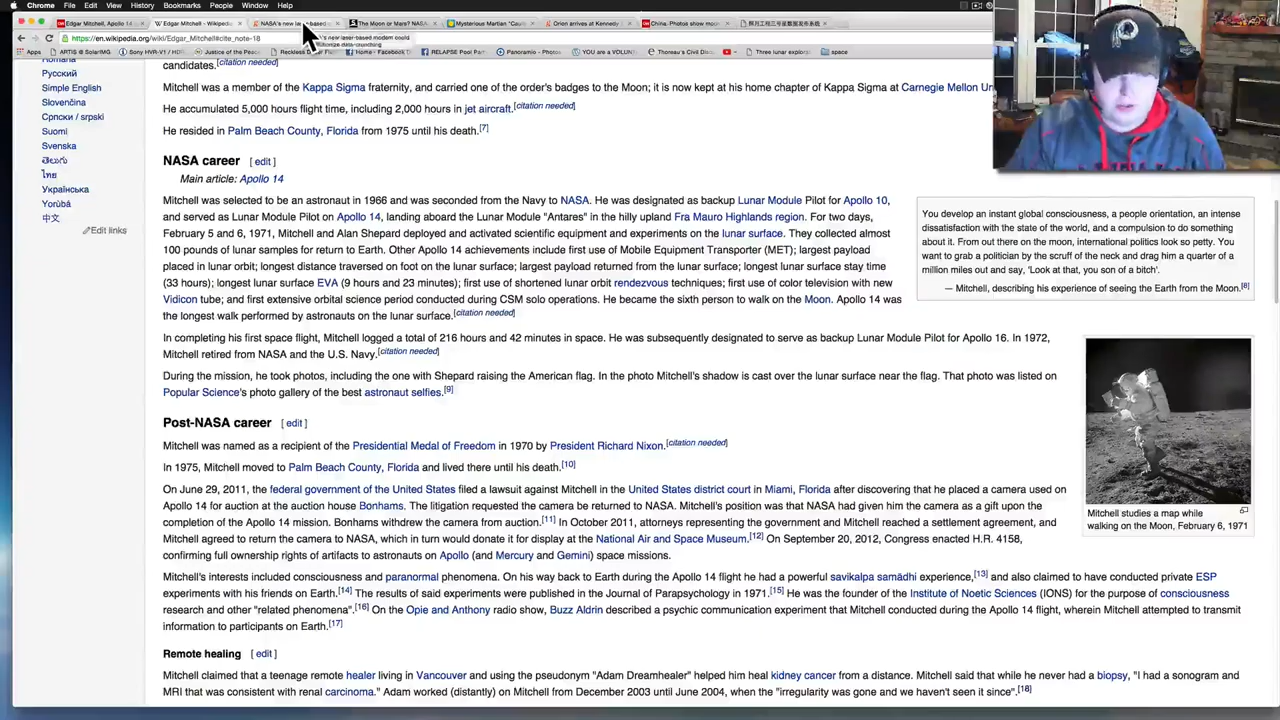 Chrome File Edit View History Bookmarks People Window Help
Edgar Mitchell, Apollo 14
Edgar Mitchell - Wikipedia
NASA's new laser-based
The Moon or Mars? NASA
Mysterious Martian "Cauli
Orion arrives at Kennedy
China: Photos show
https://en.wikipedia.org/wiki/Edgar_Mitchell#cite_note-18
's new laser-based modem could
Apps
ARTIS @ SolarIMG
Reckless
Home
Facebook
RELAPSE Pool Par
Panoramio - Photos
YOU are a VOLUN
Thoreau's Civil Diso
Three lunar explora
space
Română
Русский
Simple English
Slovenčina
Српски / srpski
Suomi
Svenska
తెలుగు
ไทย
Українська
Yorùbá
中文
Edit links
candidates.[citation needed]
Mitchell was a member of the Kappa Sigma fraternity, and carried one of the order's badges to the Moon; it is now kept at his home chapter of Kappa Sigma at Carnegie Mellon Un
He accumulated 5,000 hours flight time, including 2,000 hours in jet aircraft.[citation needed]
He resided in Palm Beach County, Florida from 1975 until his death.[7]
NASA career [ edit ]
Main article: Apollo 14
Mitchell was selected to be an astronaut in 1966 and was seconded from the Navy to NASA. He was designated as backup Lunar Module Pilot for Apollo 10,
and served as Lunar Module Pilot on Apollo 14, landing aboard the Lunar Module "Antares" in the hilly upland Fra Mauro Highlands region. For two days,
February 5 and 6, 1971, Mitchell and Alan Shepard deployed and activated scientific equipment and experiments on the lunar surface. They collected almost
100 pounds of lunar samples for return to Earth. Other Apollo 14 achievements include first use of Mobile Equipment Transporter (MET); largest payload
placed in lunar orbit; longest distance traversed on foot on the lunar surface; largest payload returned from the lunar surface; longest lunar surface stay time
(33 hours); longest lunar surface EVA (9 hours and 23 minutes); first use of shortened lunar orbit rendezvous techniques; first use of color television with new
Vidicon tube; and first extensive orbital science period conducted during CSM solo operations. He became the sixth person to walk on the Moon. Apollo 14 was
the longest walk performed by astronauts on the lunar surface.[citation needed]
You develop an instant global consciousness, a people orientation, an intense
dissatisfaction with the state of the world, and a compulsion to do something
about it. From out there on the moon, international politics look so petty. You
want to grab a politician by the scruff of the neck and drag him a quarter of a
million miles out and say, 'Look at that, you son of a bitch'.
— Mitchell, describing his experience of seeing the Earth from the Moon.[8]
In completing his first space flight, Mitchell logged a total of 216 hours and 42 minutes in space. He was subsequently designated to serve as backup Lunar Module Pilot for Apollo 16. In 1972,
Mitchell retired from NASA and the U.S. Navy.[citation needed]
During the mission, he took photos, including the one with Shepard raising the American flag. In the photo Mitchell's shadow is cast over the lunar surface near the flag. That photo was listed on
Popular Science's photo gallery of the best astronaut selfies.[9]
Mitchell studies a map while
walking on the Moon, February 6, 1971
Post-NASA career [ edit ]
Mitchell was named as a recipient of the Presidential Medal of Freedom in 1970 by President Richard Nixon.[citation needed]
In 1975, Mitchell moved to Palm Beach County, Florida and lived there until his death.[10]
On June 29, 2011, the federal government of the United States filed a lawsuit against Mitchell in the United States district court in Miami, Florida after discovering that he placed a camera used on
Apollo 14 for auction at the auction house Bonhams. The litigation requested the camera be returned to NASA. Mitchell's position was that NASA had given him the camera as a gift upon the
completion of the Apollo 14 mission. Bonhams withdrew the camera from auction.[11] In October 2011, attorneys representing the government and Mitchell reached a settlement agreement, and
Mitchell agreed to return the camera to NASA, which in turn would donate it for display at the National Air and Space Museum.[12] On September 20, 2012, Congress enacted H.R. 4158,
confirming full ownership rights of artifacts to astronauts on Apollo (and Mercury and Gemini) space missions.
Mitchell's interests included consciousness and paranormal phenomena. On his way back to Earth during the Apollo 14 flight he had a powerful savikalpa samādhi experience,[13] and also claimed to have conducted private ESP
experiments with his friends on Earth.[14] The results of said experiments were published in the Journal of Parapsychology in 1971.[15] He was the founder of the Institute of Noetic Sciences (IONS) for the purpose of consciousness
research and other "related phenomena".[16] On the Opie and Anthony radio show, Buzz Aldrin described a psychic communication experiment that Mitchell conducted during the Apollo 14 flight, wherein Mitchell attempted to transmit
information to participants on Earth.[17]
Remote healing [ edit ]
Mitchell claimed that a teenage remote healer living in Vancouver and using the pseudonym "Adam Dreamhealer" helped him heal kidney cancer from a distance. Mitchell said that while he never had a biopsy, "I had a sonogram and
MRI that was consistent with renal carcinoma." Adam worked (distantly) on Mitchell from December 2003 until June 2004, when the "irregularity was gone and we haven't seen it since".[18]